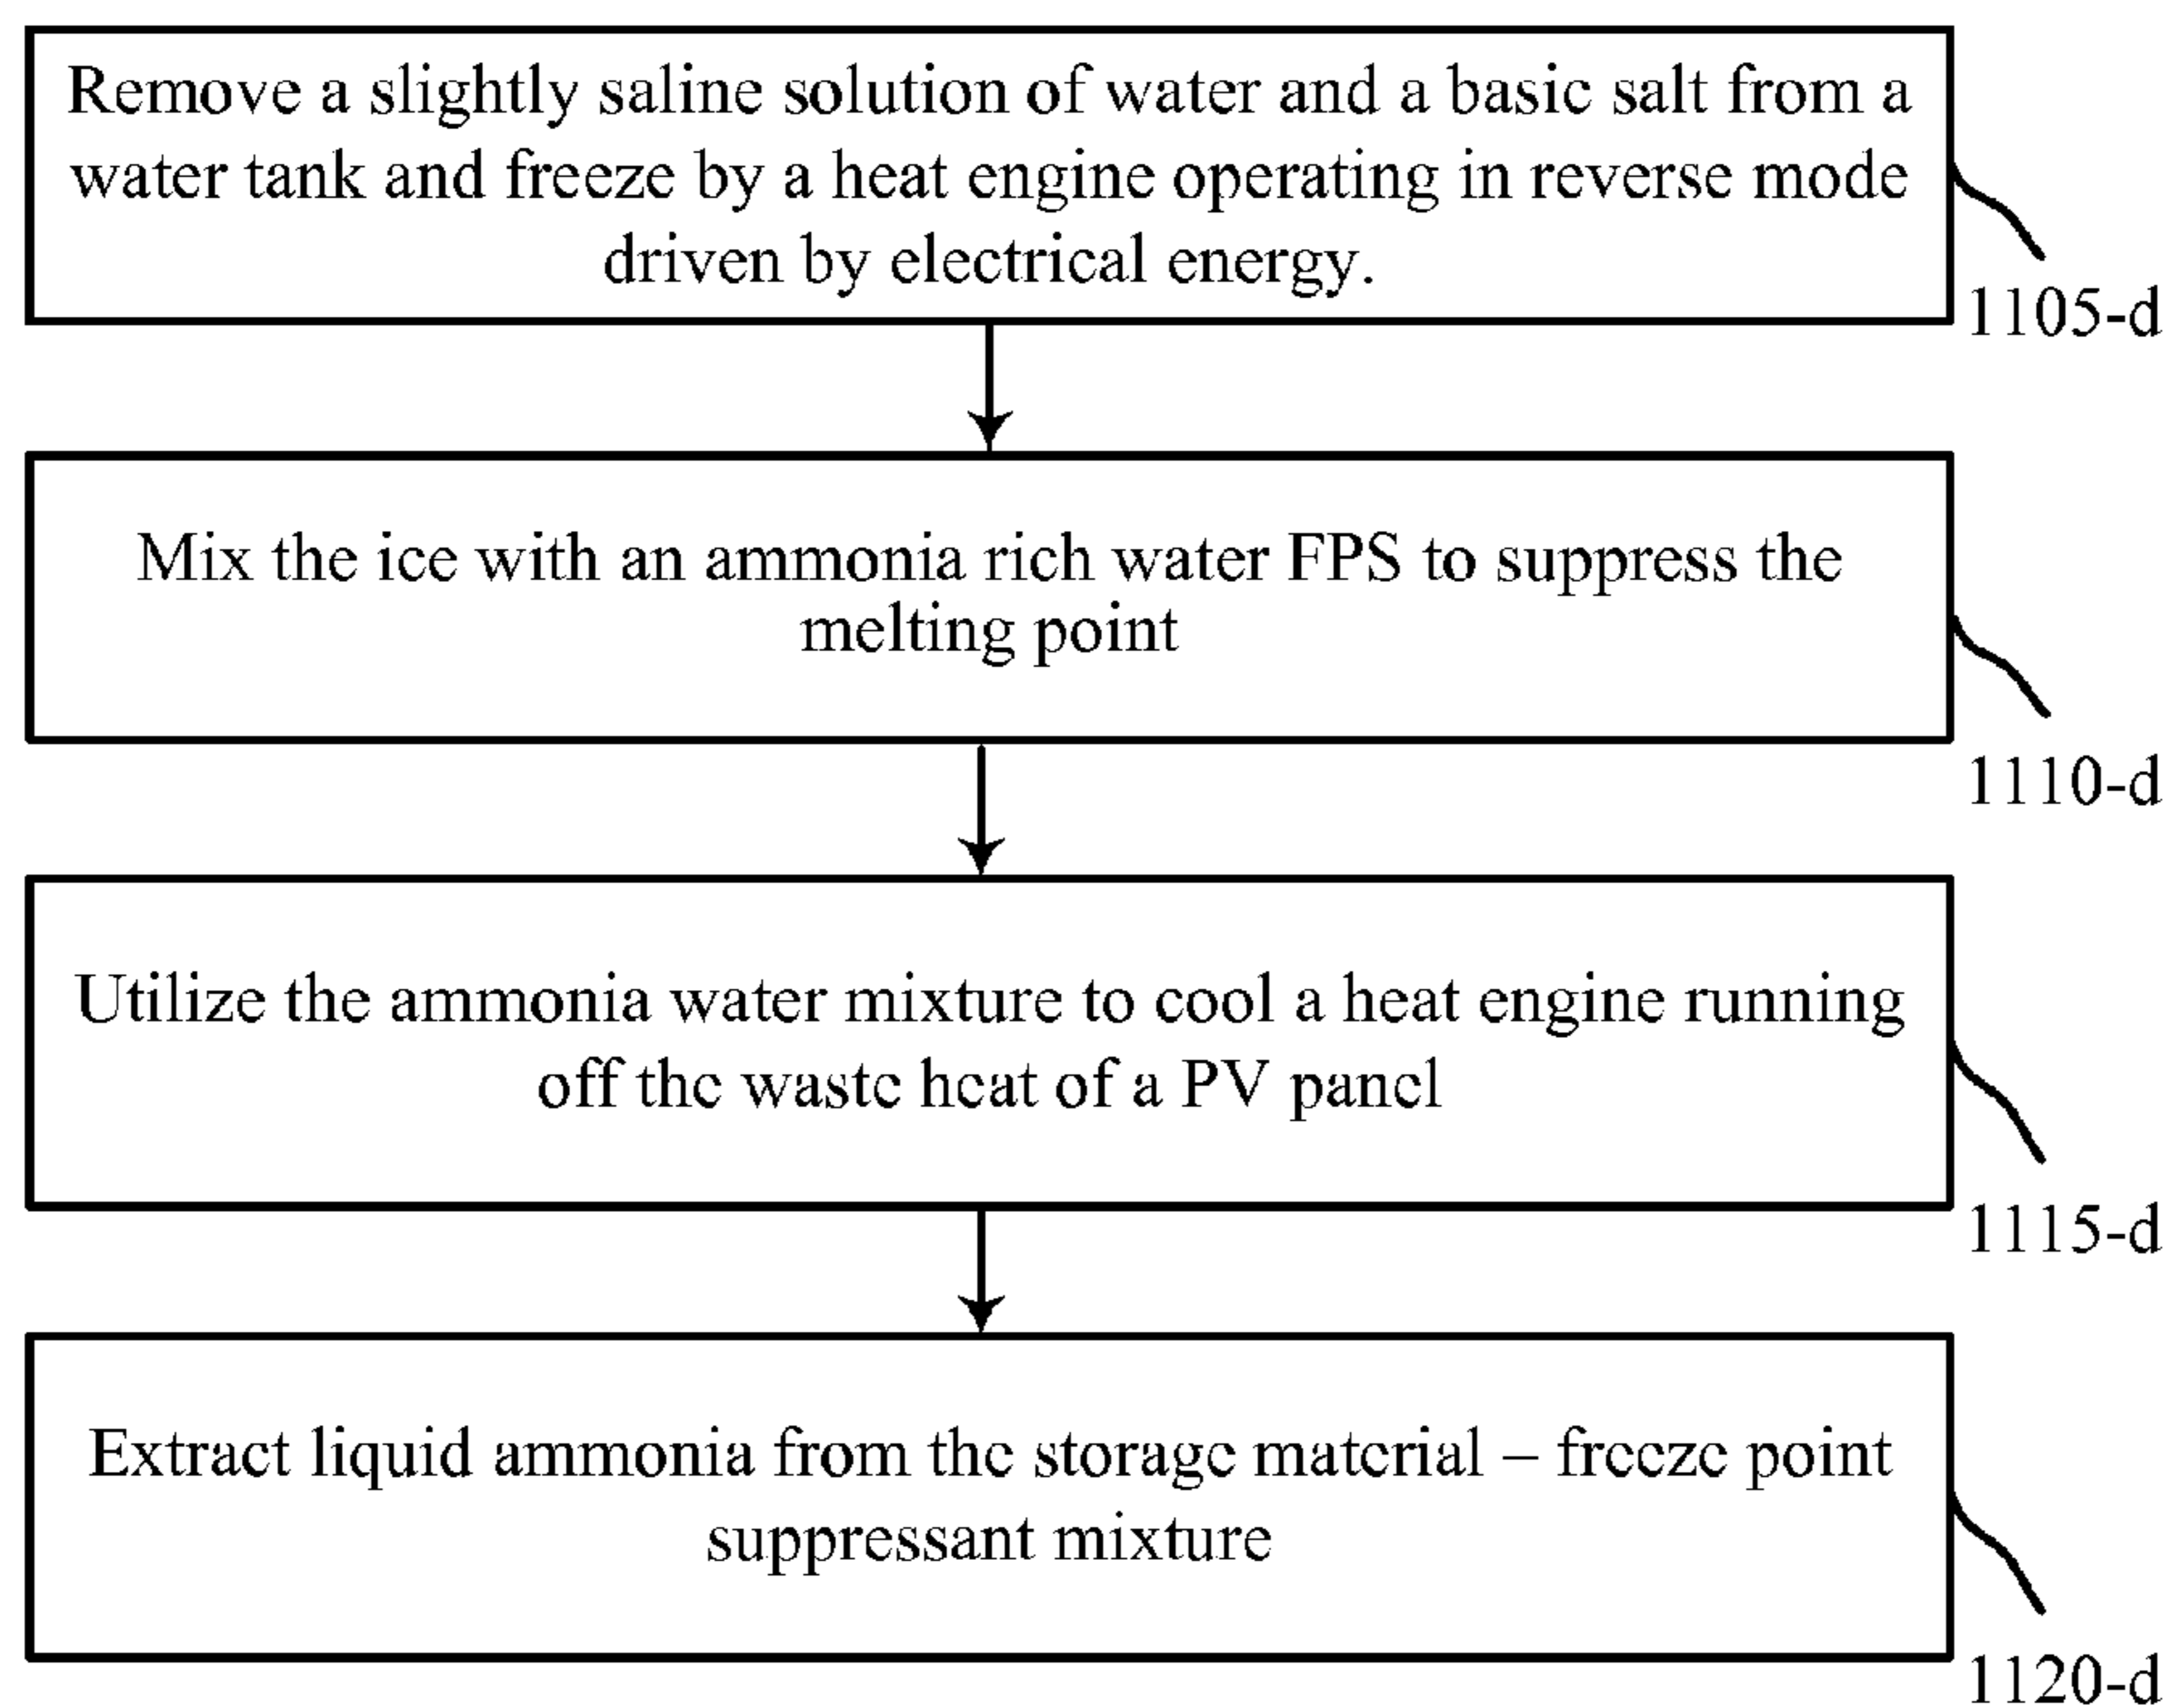 Remove a slightly saline solution of water and a basic salt from a
water tank and freeze by a heat engine operating in reverse mode
driven by electrical energy.
1105-d
Mix the ice with an ammonia rich water FPS to suppress the
melting point
1110-d
Utilize the ammonia water mixture to cool a heat engine running
off the waste heat of a PV panel
1115-d
Extract liquid ammonia from the storage material – freeze point
suppressant mixture
1120-d